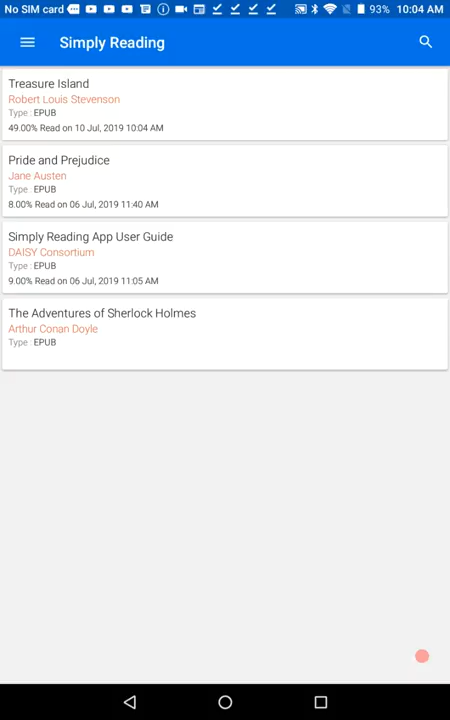 No SIM card 93% 10:04 AM
Simply Reading
Treasure Island
Robert Louis Stevenson
Type : EPUB
49.00% Read on 10 Jul, 2019 10:04 AM
Pride and Prejudice
Jane Austen
Type : EPUB
8.00% Read on 06 Jul, 2019 11:40 AM
Simply Reading App User Guide
DAISY Consortium
Type : EPUB
9.00% Read on 06 Jul, 2019 11:05 AM
The Adventures of Sherlock Holmes
Arthur Conan Doyle
Type : EPUB